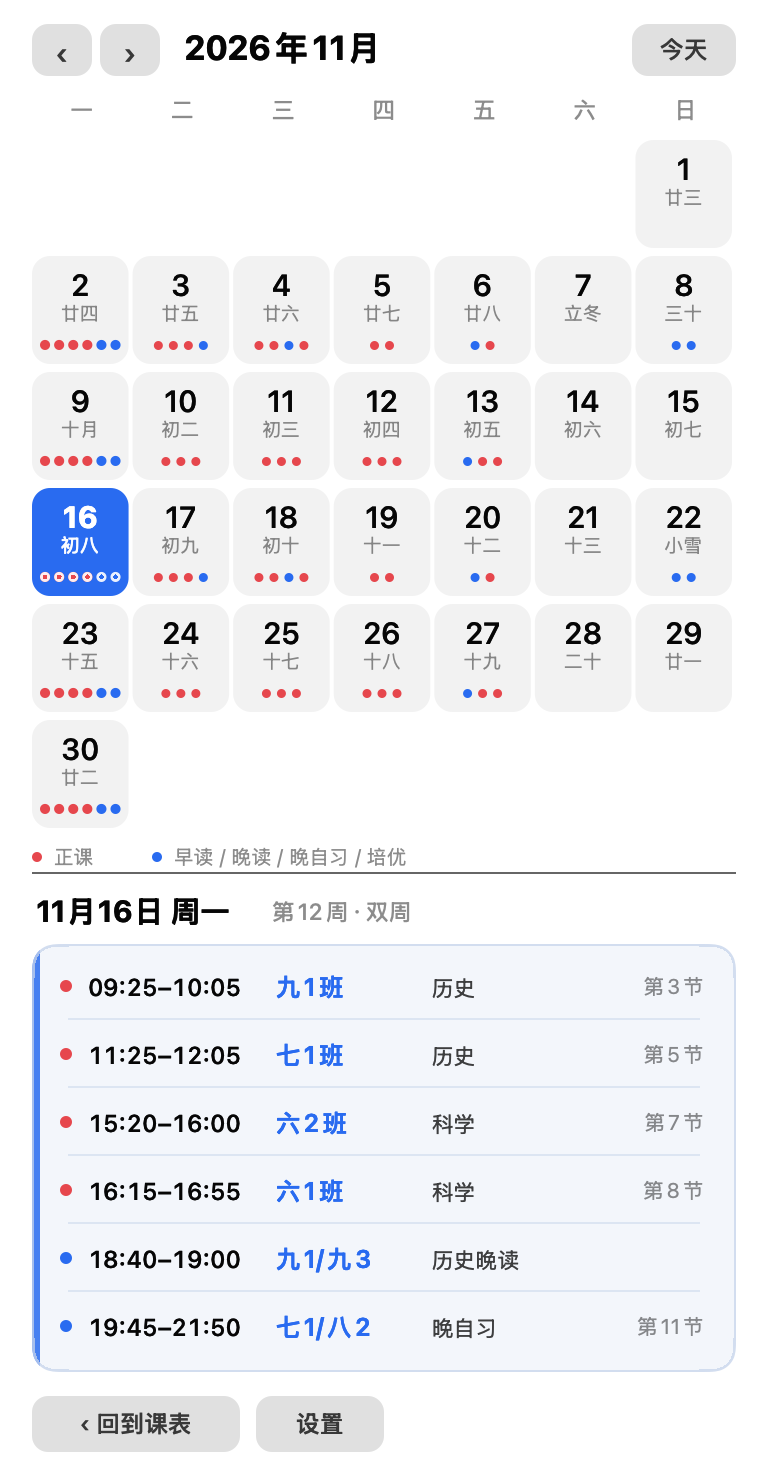 ‹ › 2026年11月 今天
一 二 三 四 五 六 日
1
廿三
2 3 4 5 6 7 8
廿四 廿五 廿六 廿七 廿八 立冬 三十
9 10 11 12 13 14 15
十月 初二 初三 初四 初五 初六 初七
16 17 18 19 20 21 22
初八 初九 初十 十一 十二 十三 小雪
23 24 25 26 27 28 29
十五 十六 十七 十八 十九 二十 廿一
30
廿二
正课 早读 / 晚读 / 晚自习 / 培优
11月16日 周一 第12周 · 双周
09:25–10:05 九1班 历史 第3节
11:25–12:05 七1班 历史 第5节
15:20–16:00 六2班 科学 第7节
16:15–16:55 六1班 科学 第8节
18:40–19:00 九1/九3 历史晚读
19:45–21:50 七1/八2 晚自习 第11节
‹ 回到课表 设置